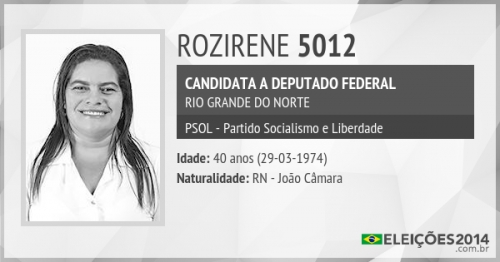 ROZIRENE 5012
CANDIDATA A DEPUTADO FEDERAL
RIO GRANDE DO NORTE
PSOL - Partido Socialismo e Liberdade
Idade: 40 anos (29-03-1974)
Naturalidade: RN - João Câmara
ELEIÇÕES2014
.com.br